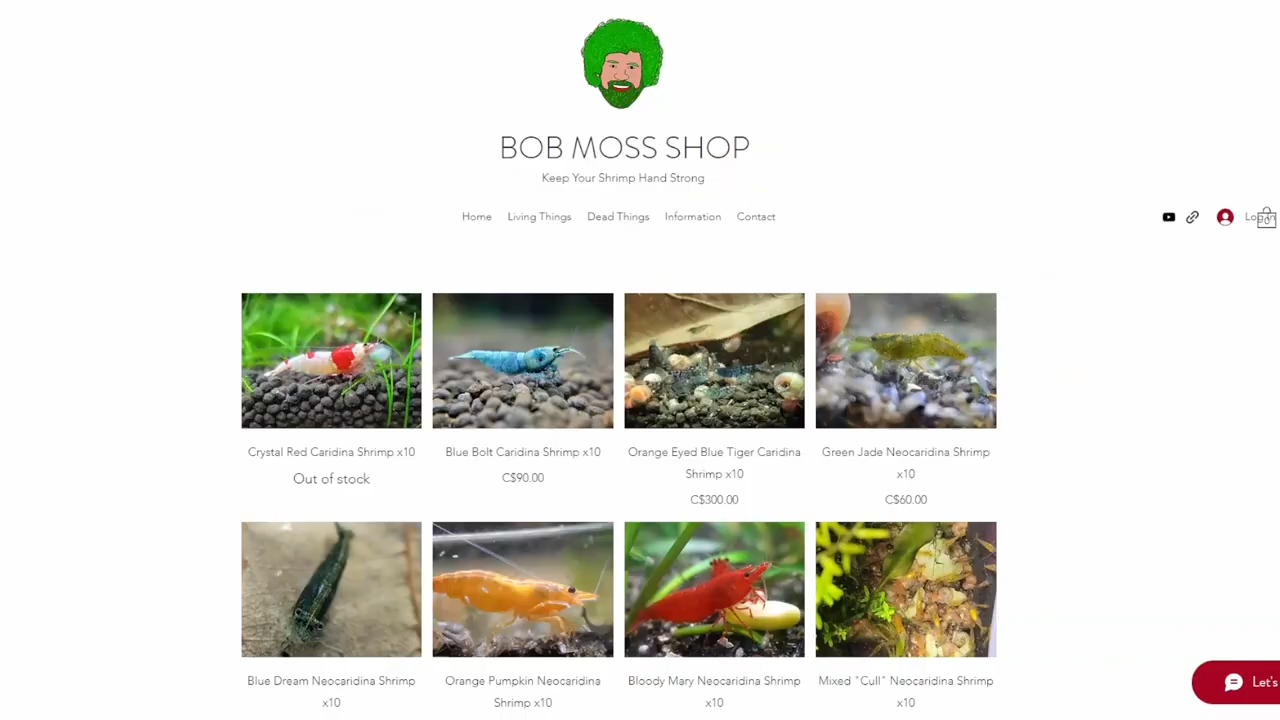 BOB MOSS SHOP
Keep Your Shrimp Hand Strong
Home Living Things Dead Things Information Contact
0
Crystal Red Caridina Shrimp x10
Out of stock
Blue Bolt Caridina Shrimp x10
C$90.00
Orange Eyed Blue Tiger Caridina
Shrimp x10
C$300.00
Green Jade Neocaridina Shrimp
x10
C$60.00
Blue Dream Neocaridina Shrimp
x10
Orange Pumpkin Neocaridina
Shrimp x10
Bloody Mary Neocaridina Shrimp
x10
Mixed "Cull" Neocaridina Shrimp
x10
Let's